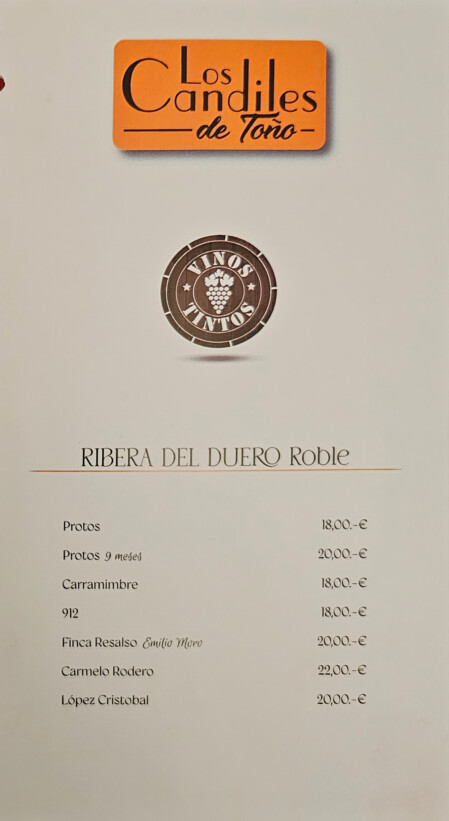 Los
Candiles
de Toño
VINOS
TINTOS
RIBERA DEL DUERO Roble
Protos 18,00.-€
Protos 9 meses 20,00.-€
Carramimbre 18,00.-€
912 18,00.-€
Finca Resalso Emilio Moro 20,00.-€
Carmelo Rodero 22,00.-€
López Cristobal 20,00.-€